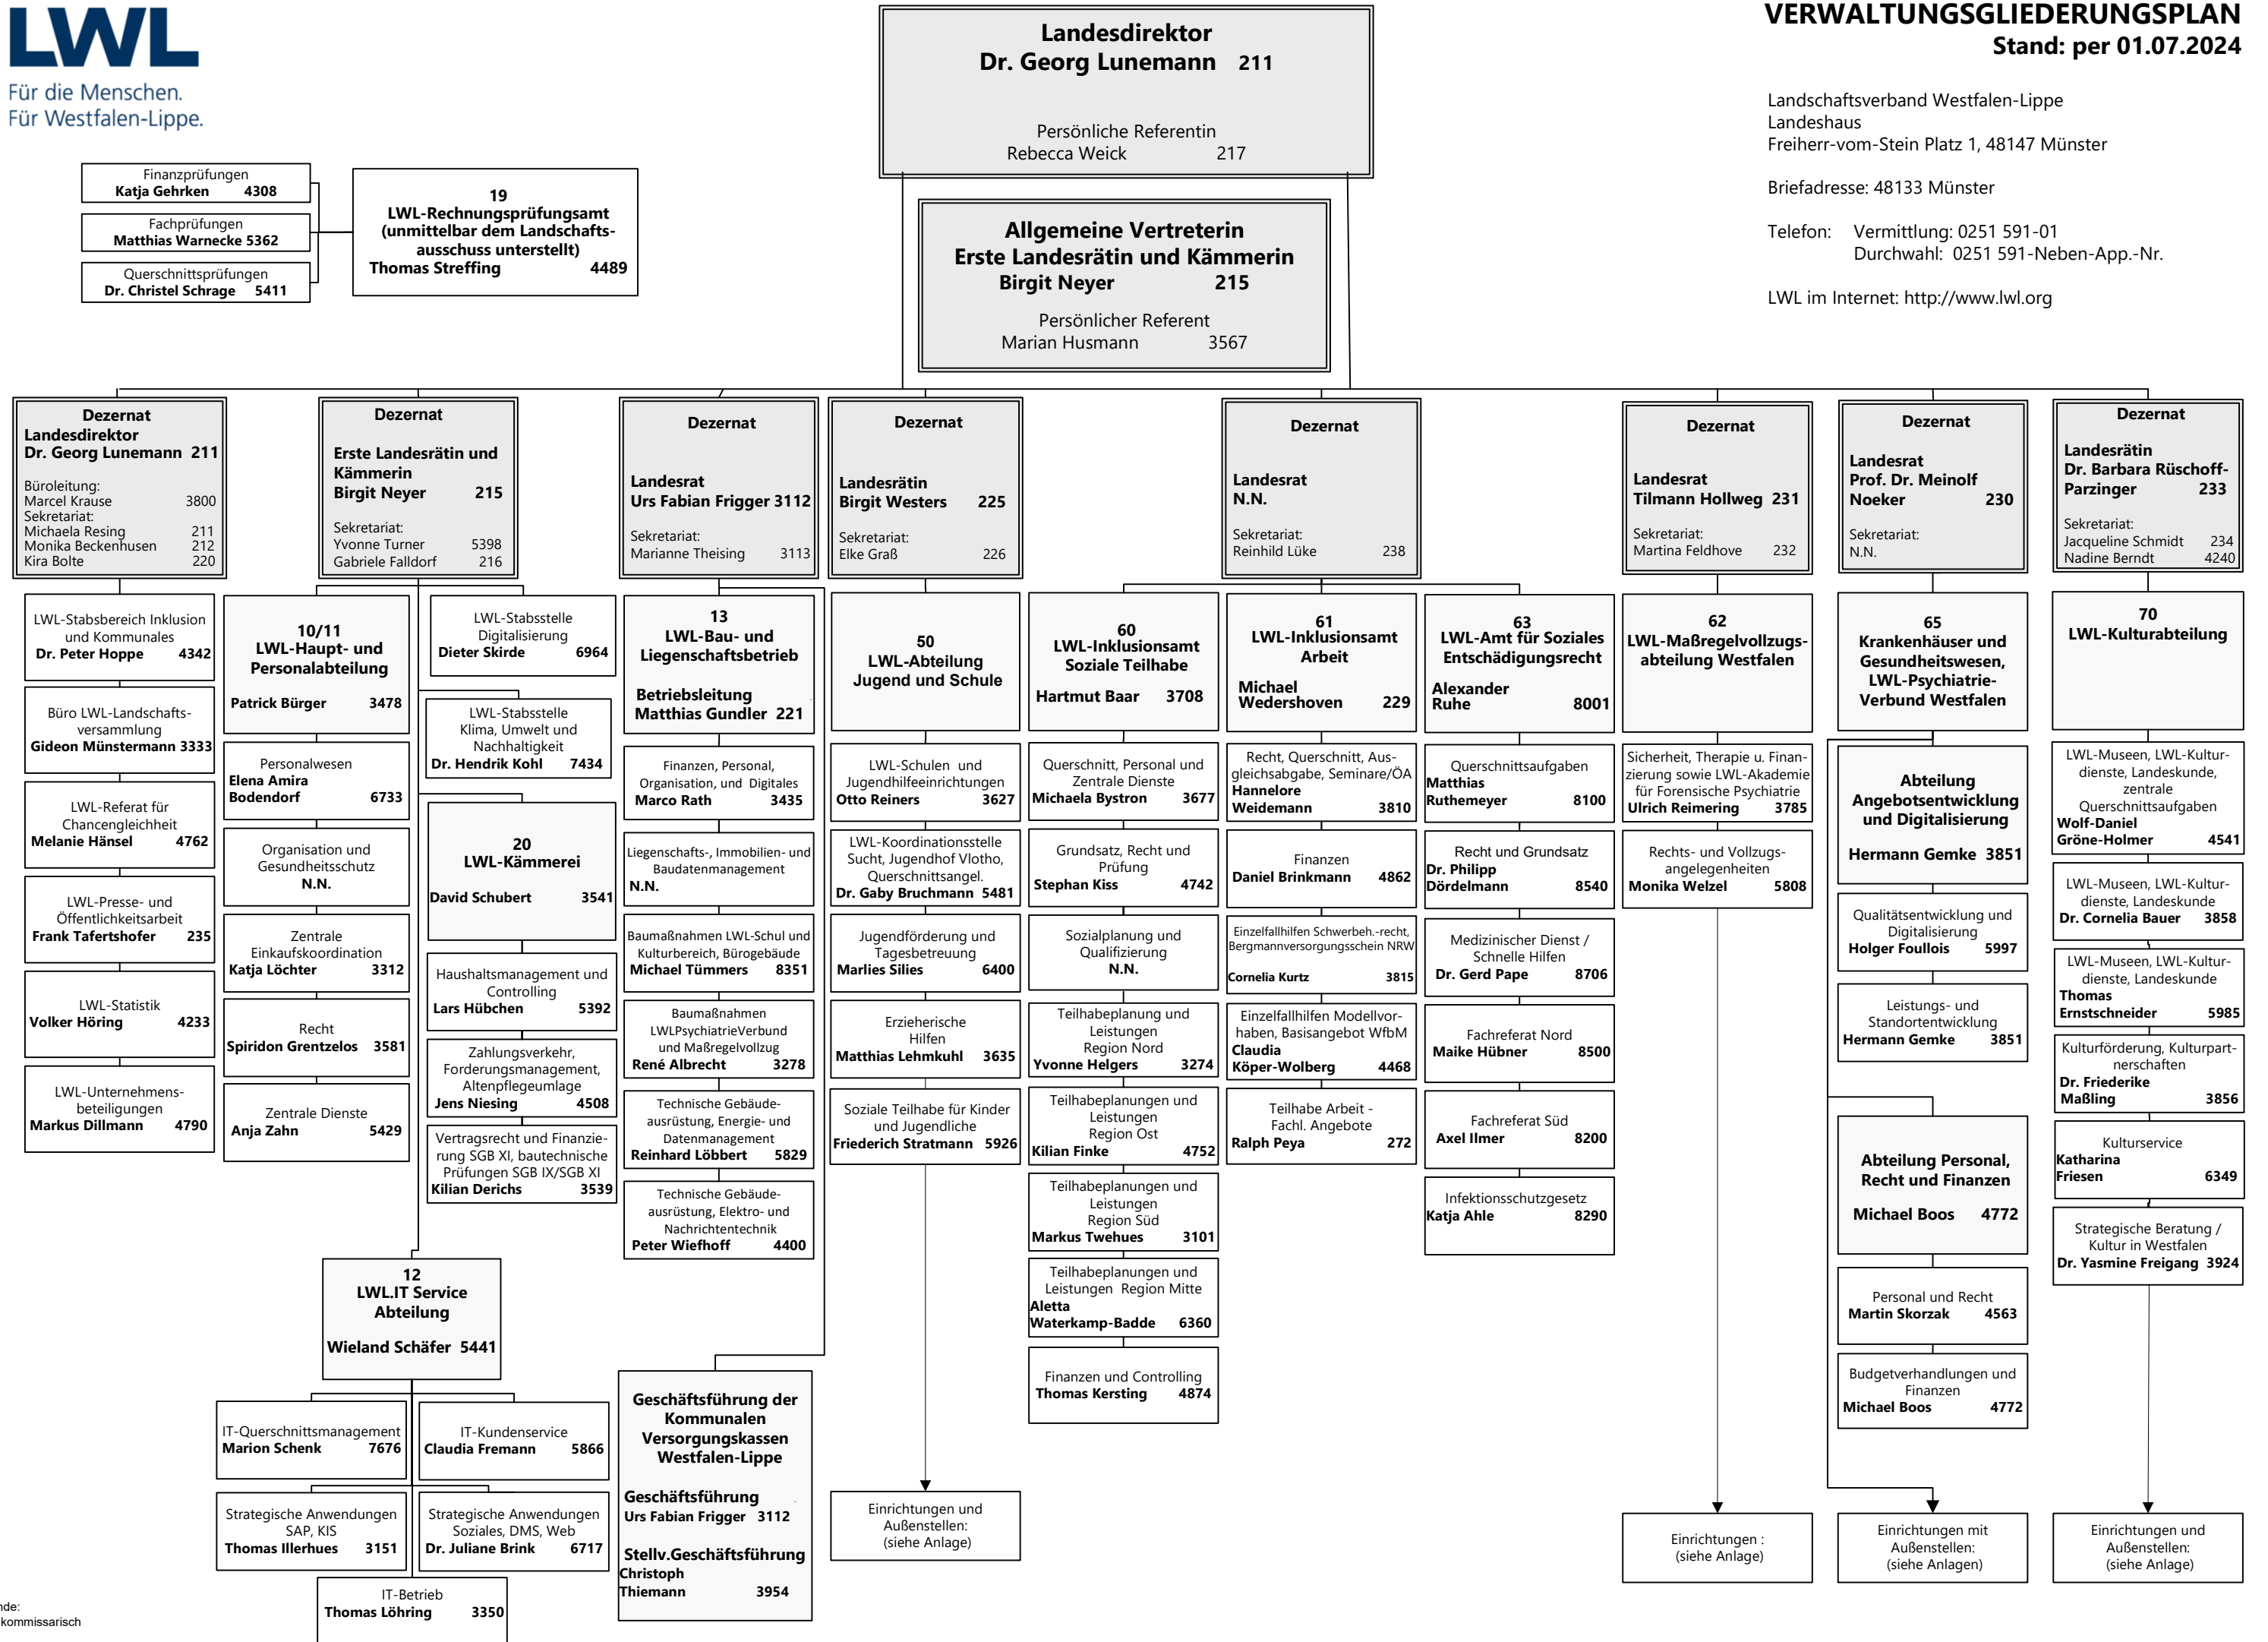 LWL
Für die Menschen.
Für Westfalen-Lippe.
VERWALTUNGSGLIEDERUNGSPLAN
Stand: per 01.07.2024
Landschaftsverband Westfalen-Lippe
Landeshaus
Freiherr-vom-Stein Platz 1, 48147 Münster
Briefadresse: 48133 Münster
Telefon: Vermittlung: 0251 591-01
Durchwahl: 0251 591-Neben-App.-Nr.
LWL im Internet: http://www.lwl.org
Landesdirektor
Dr. Georg Lunemann 211
Persönliche Referentin
Rebecca Weick 217
Allgemeine Vertreterin
Erste Landesrätin und Kämmerin
Birgit Neyer 215
Persönlicher Referent
Marian Husmann 3567
Finanzprüfungen
Katja Gehrken 4308
Fachprüfungen
Matthias Warnecke 5362
Querschnittsprüfungen
Dr. Christel Schrage 5411
19
LWL-Rechnungsprüfungsamt
(unmittelbar dem Landschafts-
ausschuss unterstellt)
Thomas Streffing 4489
Dezernat
Landesdirektor
Dr. Georg Lunemann 211
Büroleitung:
Marcel Krause 3800
Sekretariat:
Michaela Resing 211
Monika Beckenhusen 212
Kira Bolte 220
LWL-Stabsbereich Inklusion
und Kommunales
Dr. Peter Hoppe 4342
Büro LWL-Landschafts-
versammlung
Gideon Münstermann 3333
LWL-Referat für
Chancengleichheit
Melanie Hänsel 4762
LWL-Presse- und
Öffentlichkeitsarbeit
Frank Tafertshofer 235
LWL-Statistik
Volker Höring 4233
LWL-Unternehmens-
beteiligungen
Markus Dillmann 4790
Dezernat
Erste Landesrätin und
Kämmerin
Birgit Neyer 215
Sekretariat:
Yvonne Turner 5398
Gabriele Falldorf 216
10/11
LWL-Haupt- und
Personalabteilung
Patrick Bürger 3478
Personalwesen
Elena Amira
Bodendorf 6733
Organisation und
Gesundheitsschutz
N.N.
Zentrale
Einkaufskoordination
Katja Löchter 3312
Recht
Spiridon Grentzelos 3581
Zentrale Dienste
Anja Zahn 5429
LWL-Stabsstelle
Digitalisierung
Dieter Skirde 6964
LWL-Stabsstelle
Klima, Umwelt und
Nachhaltigkeit
Dr. Hendrik Kohl 7434
20
LWL-Kämmerei
David Schubert 3541
Haushaltsmanagement und
Controlling
Lars Hübchen 5392
Zahlungsverkehr,
Forderungsmanagement,
Altenpflegeumlage
Jens Niesing 4508
Vertragsrecht und Finanzie-
rung SGB XI, bautechnische
Prüfungen SGB IX/SGB XI
Kilian Derichs 3539
12
LWL.IT Service
Abteilung
Wieland Schäfer 5441
IT-Querschnittsmanagement
Marion Schenk 7676
IT-Kundenservice
Claudia Fremann 5866
Strategische Anwendungen
SAP, KIS
Thomas Illerhues 3151
Strategische Anwendungen
Soziales, DMS, Web
Dr. Juliane Brink 6717
IT-Betrieb
Thomas Löhring 3350
Dezernat
Landesrat
Urs Fabian Frigger 3112
Sekretariat:
Marianne Theising 3113
13
LWL-Bau- und
Liegenschaftsbetrieb
Betriebsleitung
Matthias Gundler 221
Finanzen, Personal,
Organisation, und Digitales
Marco Rath 3435
Liegenschafts-, Immobilien- und
Baudatenmanagement
N.N.
Baumaßnahmen LWL-Schul und
Kulturbereich, Bürogebäude
Michael Tümmers 8351
Baumaßnahmen
LWLPsychiatrieVerbund
und Maßregelvollzug
René Albrecht 3278
Technische Gebäude-
ausrüstung, Energie- und
Datenmanagement
Reinhard Löbbert 5829
Technische Gebäude-
ausrüstung, Elektro- und
Nachrichtentechnik
Peter Wiefhoff 4400
Geschäftsführung der
Kommunalen
Versorgungskassen
Westfalen-Lippe
Geschäftsführung
Urs Fabian Frigger 3112
Stellv.Geschäftsführung
Christoph
Thiemann 3954
Dezernat
Landesrätin
Birgit Westers 225
Sekretariat:
Elke Graß 226
50
LWL-Abteilung
Jugend und Schule
LWL-Schulen und
Jugendhilfeeinrichtungen
Otto Reiners 3627
LWL-Koordinationsstelle
Sucht, Jugendhof Vlotho,
Querschnittsangel.
Dr. Gaby Bruchmann 5481
Jugendförderung und
Tagesbetreuung
Marlies Silies 6400
Erzieherische
Hilfen
Matthias Lehmkuhl 3635
Soziale Teilhabe für Kinder
und Jugendliche
Friederich Stratmann 5926
Einrichtungen und
Außenstellen:
(siehe Anlage)
Dezernat
Landesrat
N.N.
Sekretariat:
Reinhild Lüke 238
60
LWL-Inklusionsamt
Soziale Teilhabe
Hartmut Baar 3708
Querschnitt, Personal und
Zentrale Dienste
Michaela Bystron 3677
Grundsatz, Recht und
Prüfung
Stephan Kiss 4742
Sozialplanung und
Qualifizierung
N.N.
Teilhabeplanung und
Leistungen
Region Nord
Yvonne Helgers 3274
Teilhabeplanungen und
Leistungen
Region Ost
Kilian Finke 4752
Teilhabeplanungen und
Leistungen
Region Süd
Markus Twehues 3101
Teilhabeplanungen und
Leistungen Region Mitte
Aletta
Waterkamp-Badde 6360
Finanzen und Controlling
Thomas Kersting 4874
61
LWL-Inklusionsamt
Arbeit
Michael
Wedershoven 229
Recht, Querschnitt, Aus-
gleichsabgabe, Seminare/ÖA
Hannelore
Weidemann 3810
Finanzen
Daniel Brinkmann 4862
Einzelfallhilfen Schwerbeh.-recht,
Bergmannversorgungsschein NRW
Cornelia Kurtz 3815
Einzelfallhilfen Modellvor-
haben, Basisangebot WfbM
Claudia
Köper-Wolberg 4468
Teilhabe Arbeit -
Fachl. Angebote
Ralph Peya 272
63
LWL-Amt für Soziales
Entschädigungsrecht
Alexander
Ruhe 8001
Querschnittsaufgaben
Matthias
Ruthemeyer 8100
Recht und Grundsatz
Dr. Philipp
Dördelmann 8540
Medizinischer Dienst /
Schnelle Hilfen
Dr. Gerd Pape 8706
Fachreferat Nord
Maike Hübner 8500
Fachreferat Süd
Axel Ilmer 8200
Infektionsschutzgesetz
Katja Ahle 8290
Dezernat
Landesrat
Tilmann Hollweg 231
Sekretariat:
Martina Feldhove 232
62
LWL-Maßregelvollzugs-
abteilung Westfalen
Sicherheit, Therapie u. Finan-
zierung sowie LWL-Akademie
für Forensische Psychiatrie
Ulrich Reimering 3785
Rechts- und Vollzugs-
angelegenheiten
Monika Welzel 5808
Einrichtungen :
(siehe Anlage)
Dezernat
Landesrat
Prof. Dr. Meinolf
Noeker 230
Sekretariat:
N.N.
65
Krankenhäuser und
Gesundheitswesen,
LWL-Psychiatrie-
Verbund Westfalen
Abteilung
Angebotsentwicklung
und Digitalisierung
Hermann Gemke 3851
Qualitätsentwicklung und
Digitalisierung
Holger Foullois 5997
Leistungs- und
Standortentwicklung
Hermann Gemke 3851
Abteilung Personal,
Recht und Finanzen
Michael Boos 4772
Personal und Recht
Martin Skorzak 4563
Budgetverhandlungen und
Finanzen
Michael Boos 4772
Einrichtungen mit
Außenstellen:
(siehe Anlagen)
Dezernat
Landesrätin
Dr. Barbara Rüschoff-
Parzinger 233
Sekretariat:
Jacqueline Schmidt 234
Nadine Berndt 4240
70
LWL-Kulturabteilung
LWL-Museen, LWL-Kultur-
dienste, Landeskunde,
zentrale
Querschnittsaufgaben
Wolf-Daniel
Gröne-Holmer 4541
LWL-Museen, LWL-Kultur-
dienste, Landeskunde
Dr. Cornelia Bauer 3858
LWL-Museen, LWL-Kultur-
dienste, Landeskunde
Thomas
Ernstschneider 5985
Kulturförderung, Kulturpart-
nerschaften
Dr. Friederike
Maßling 3856
Kulturservice
Katharina
Friesen 6349
Strategische Beratung /
Kultur in Westfalen
Dr. Yasmine Freigang 3924
Einrichtungen und
Außenstellen:
(siehe Anlage)
nde:
kommissarisch